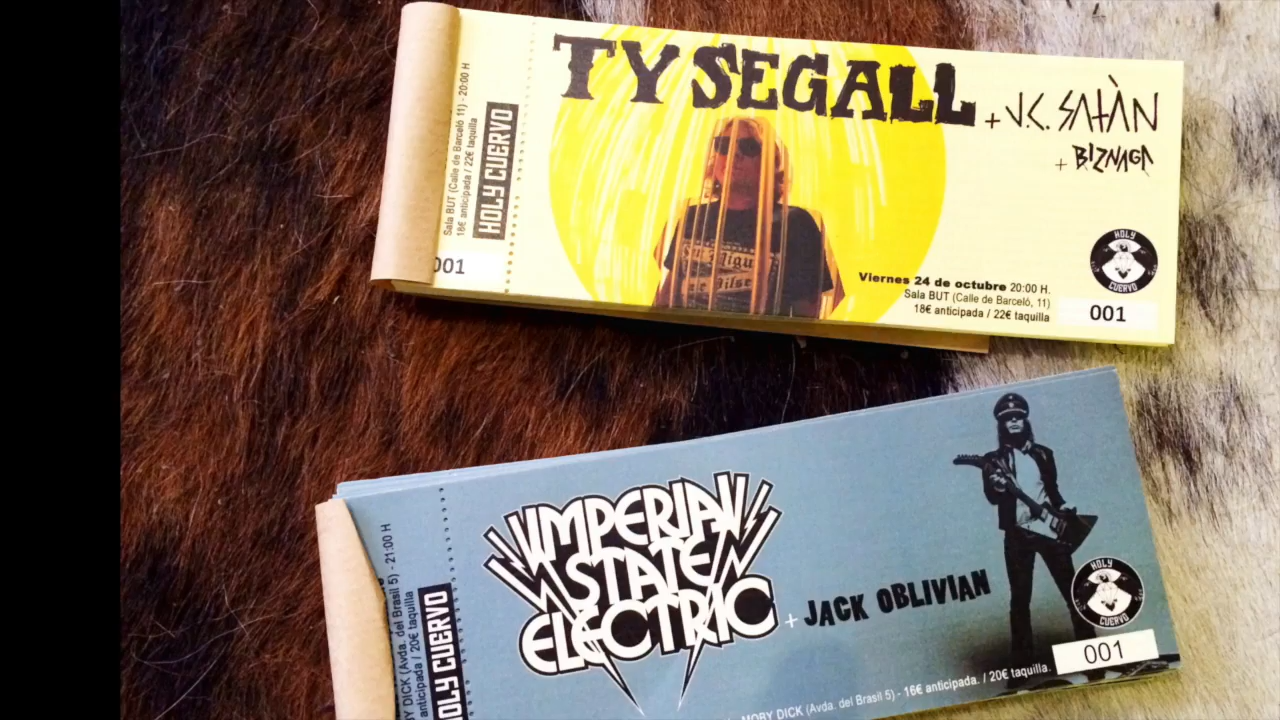 Sala BUT (Calle de Barceló 11) - 20:00 H
18€ anticipada / 22€ taquilla
HOLY CUERVO
001
TY SEGALL
+ J.C. SATÀN
+ BIZNAGA
Viernes 24 de octubre 20:00 H.
Sala BUT (Calle de Barceló, 11)
18€ anticipada / 22€ taquilla
HOLY
CUERVO
001
DICK (Avda. del Brasil 5) - 21:00 H
anticipada / 20€ taquilla
HOLY CUERVO
IMPERIAL
STATE
ELECTRIC
+ JACK OBLIVIAN
HOLY
CUERVO
001
MOBY DICK (Avda. del Brasil 5) - 16€ anticipada. / 20€ taquilla.